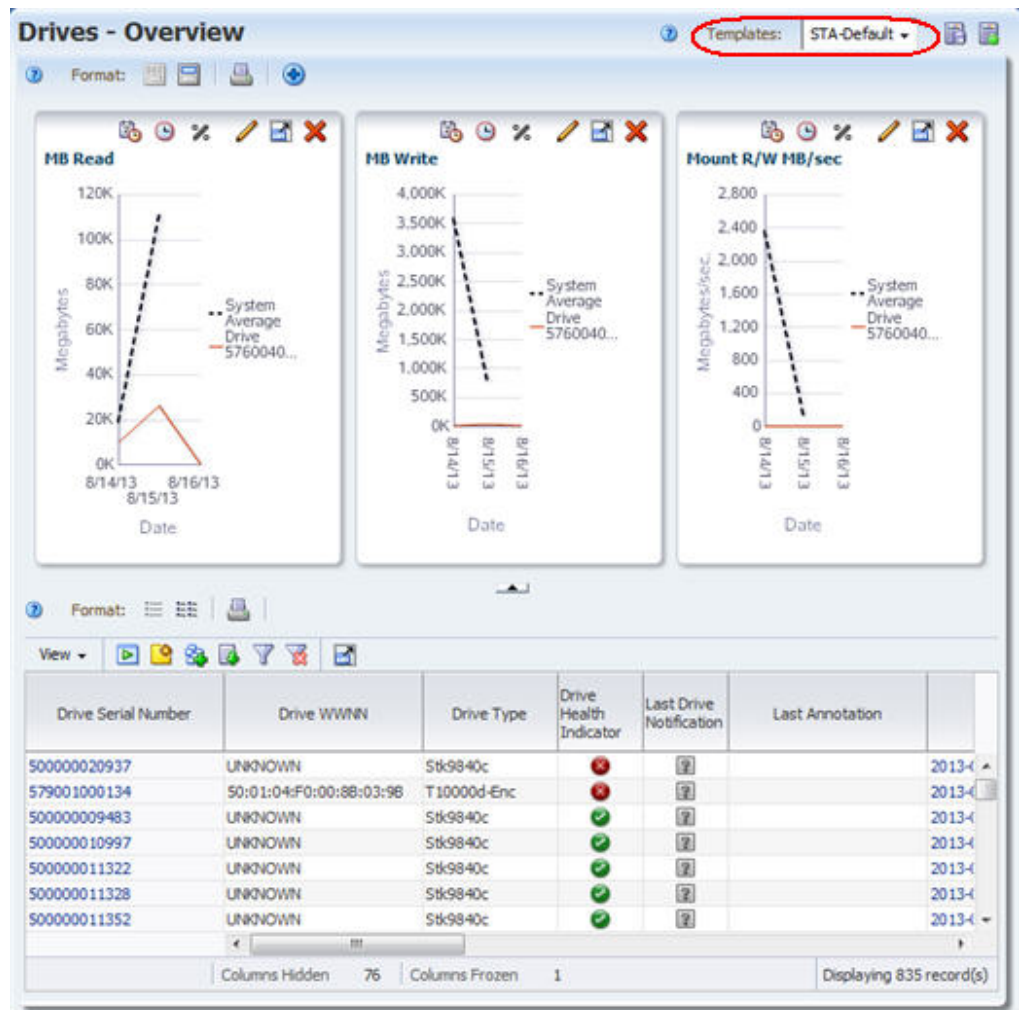 Drives - Overview
Templates: STA-Default
Format:
MB Read
120K
100K
80K
60K
40K
20K
0K
Megabytes
8/14/13
8/15/13
8/16/13
Date
System
Average
Drive
5760040...
MB Write
4,000K
3,500K
3,000K
2,500K
2,000K
1,500K
1,000K
500K
0K
Megabytes
8/14/13
8/15/13
8/16/13
Date
System
Average
Drive
5760040...
Mount R/W MB/sec
2,800
2,400
2,000
1,600
1,200
800
400
0
Megabytes/sec.
8/14/13
8/15/13
8/16/13
Date
System
Average
Drive
5760040...
Format:
View
Drive Serial Number Drive WWNN Drive Type Drive Health Indicator Last Drive Notification Last Annotation
500000020937 UNKNOWN Stk9840c 2013-
579001000134 50:01:04:F0:00:8B:03:9B T10000d-Enc 2013-
500000009483 UNKNOWN Stk9840c 2013-
500000010997 UNKNOWN Stk9840c 2013-
500000011322 UNKNOWN Stk9840c 2013-
500000011328 UNKNOWN Stk9840c 2013-
500000011352 UNKNOWN Stk9840c 2013-
Columns Hidden 76 Columns Frozen 1 Displaying 835 record(s)